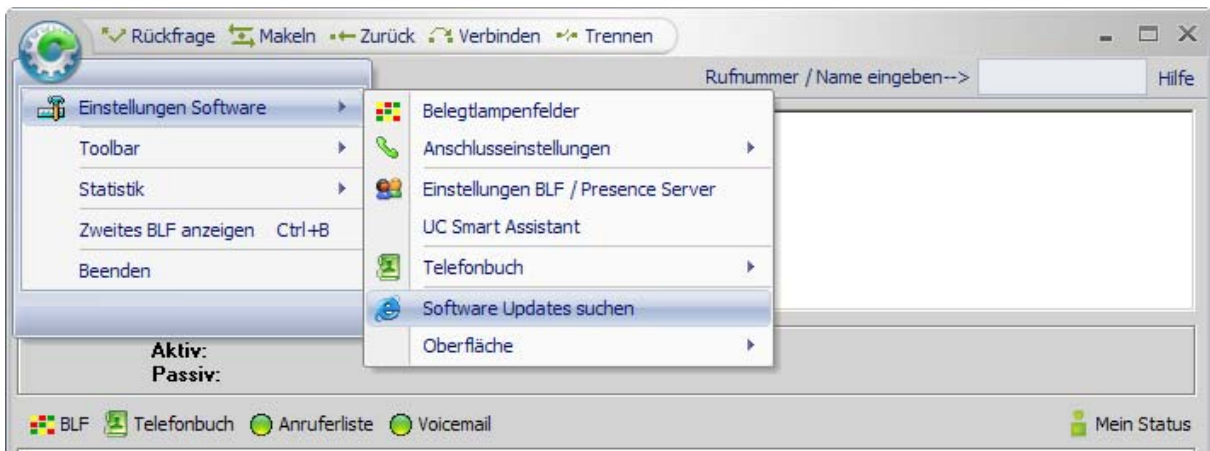 Rückfrage Makeln Zurück Verbinden Trennen
Rufnummer / Name eingeben--> Hilfe
Einstellungen Software
Toolbar
Statistik
Zweites BLF anzeigen Ctrl+B
Beenden
Belegtlampenfelder
Anschlusseinstellungen
Einstellungen BLF / Presence Server
UC Smart Assistant
Telefonbuch
Software Updates suchen
Oberfläche
Aktiv:
Passiv:
BLF Telefonbuch Anruferliste Voicemail Mein Status